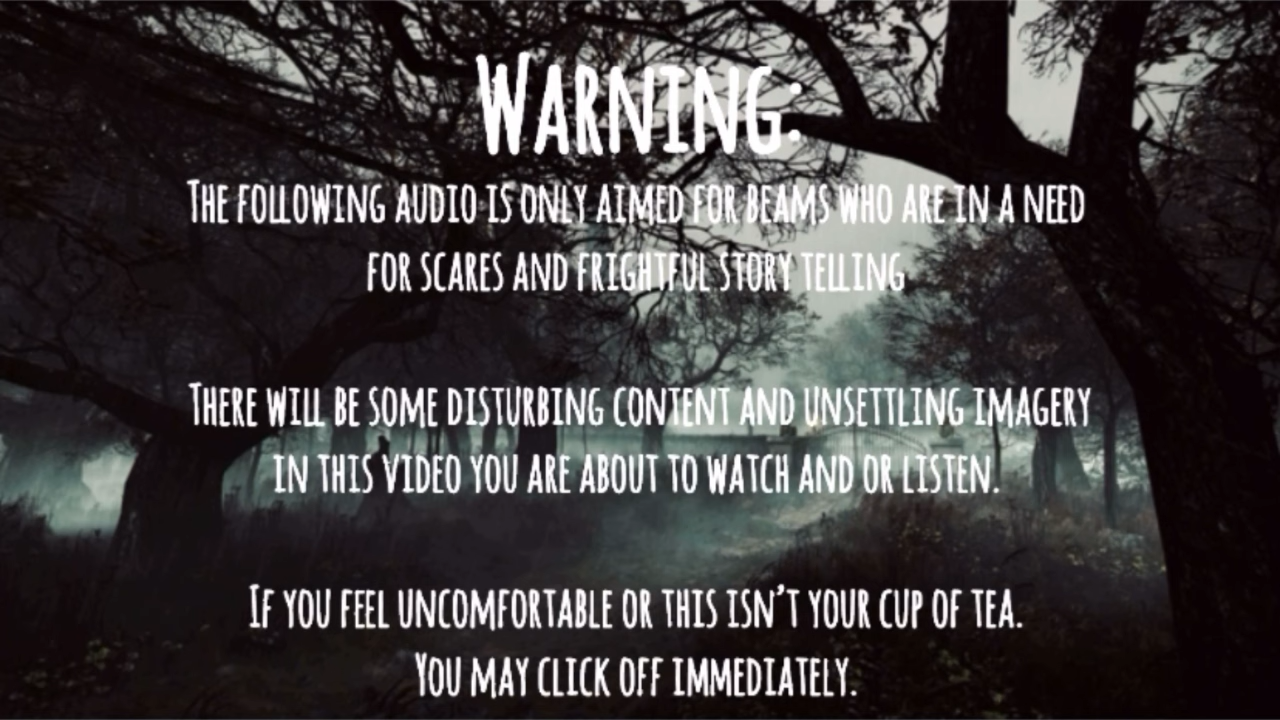 WARNING:
THE FOLLOWING AUDIO IS ONLY AIMED FOR BEAMS WHO ARE IN A NEED
FOR SCARES AND FRIGHTFUL STORY TELLING
THERE WILL BE SOME DISTURBING CONTENT AND UNSETTLING IMAGERY
IN THIS VIDEO YOU ARE ABOUT TO WATCH AND OR LISTEN.
IF YOU FEEL UNCOMFORTABLE OR THIS ISN'T YOUR CUP OF TEA.
YOU MAY CLICK OFF IMMEDIATELY.